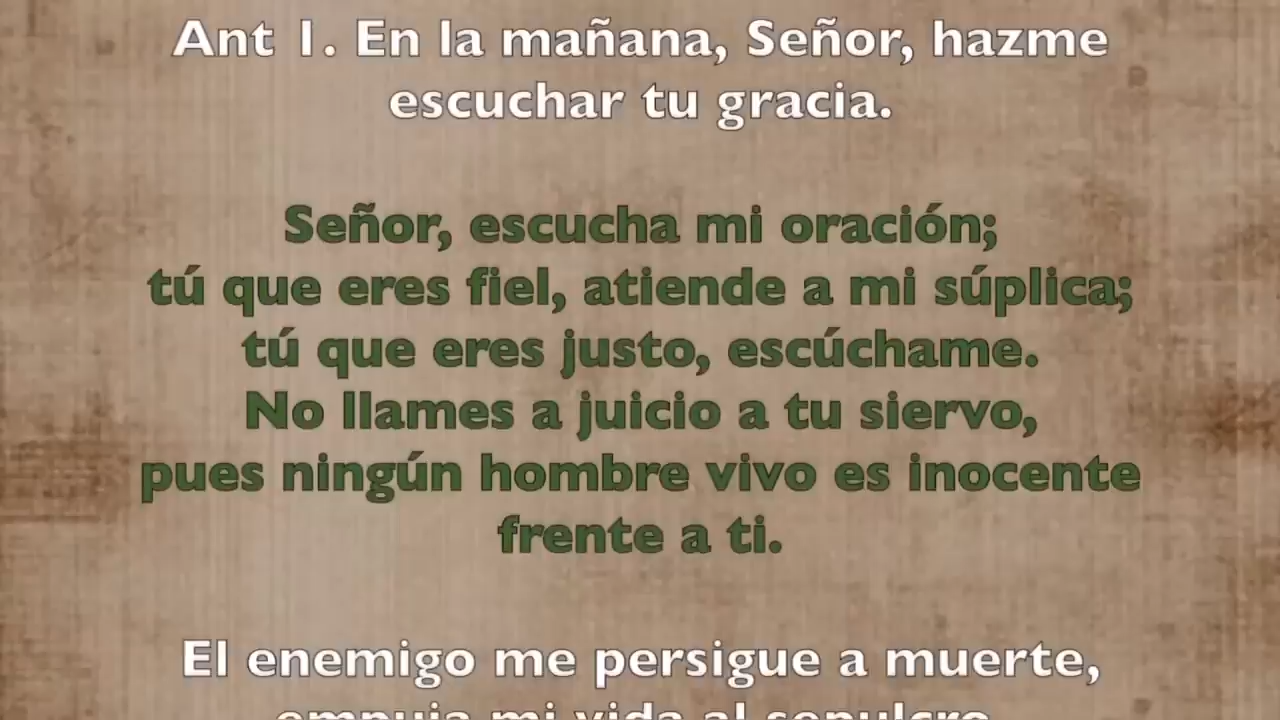 Ant 1. En la mañana, Señor, hazme
escuchar tu gracia.
Señor, escucha mi oración;
tú que eres fiel, atiende a mi súplica;
tú que eres justo, escúchame.
No llames a juicio a tu siervo,
pues ningún hombre vivo es inocente
frente a ti.
El enemigo me persigue a muerte,
empuja mi vida al sepulcro,